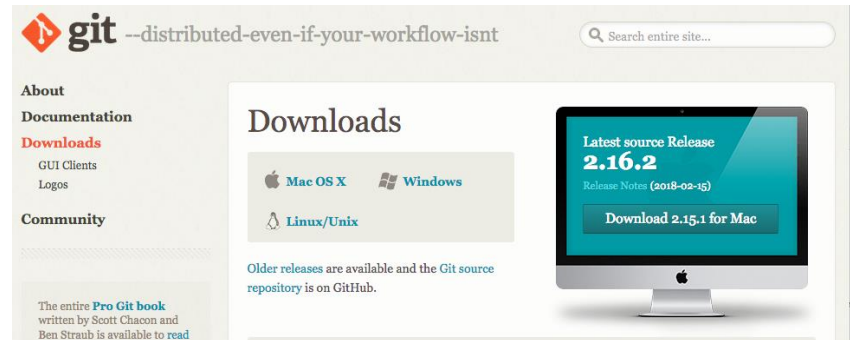 git --distributed-even-if-your-workflow-isnt
Search entire site...
About
Documentation
Downloads
GUI Clients
Logos
Community
The entire Pro Git book
written by Scott Chacon and
Ben Straub is available to read
Downloads
Mac OS X Windows
Linux/Unix
Older releases are available and the Git source
repository is on GitHub.
Latest source Release
2.16.2
Release Notes (2018-02-15)
Download 2.15.1 for Mac